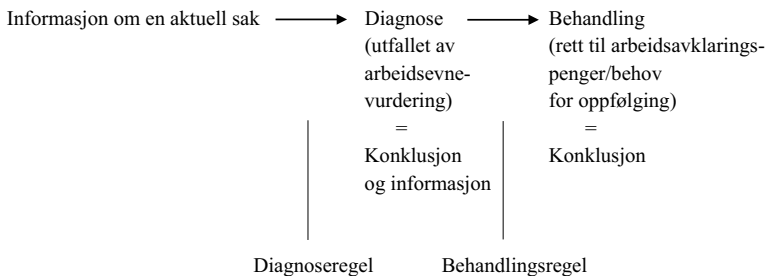 Informasjon om en aktuell sak
Diagnose
(utfallet av
arbeidsevne-
vurdering)
=
Konklusjon
og informasjon
Behandling
(rett til arbeidsavklarings-
penger/behov
for oppfølging)
=
Konklusjon
Diagnoseregel
Behandlingsregel